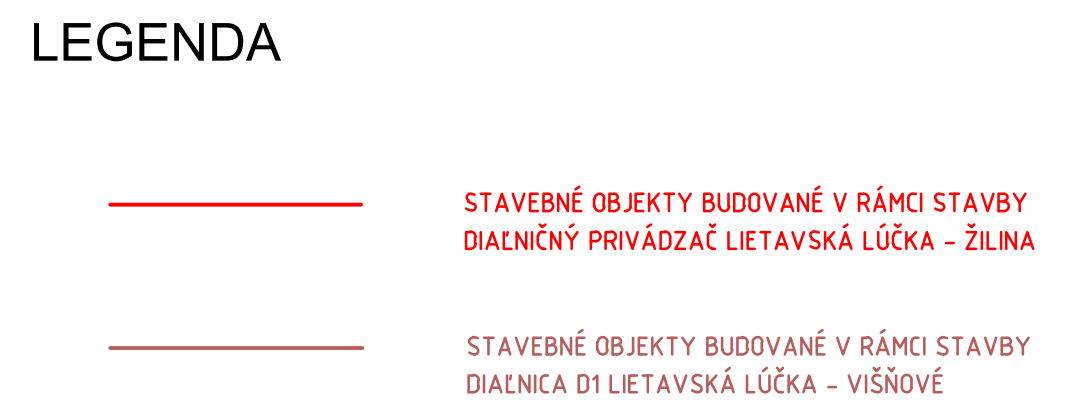 LEGENDA
STAVEBNÉ OBJEKTY BUDOVANÉ V RÁMCI STAVBY
DIAĽNIČNÝ PRIVÁDZAČ LIETAVSKÁ LÚČKA - ŽILINA
STAVEBNÉ OBJEKTY BUDOVANÉ V RÁMCI STAVBY
DIAĽNICA D1 LIETAVSKÁ LÚČKA - VIŠŇOVÉ